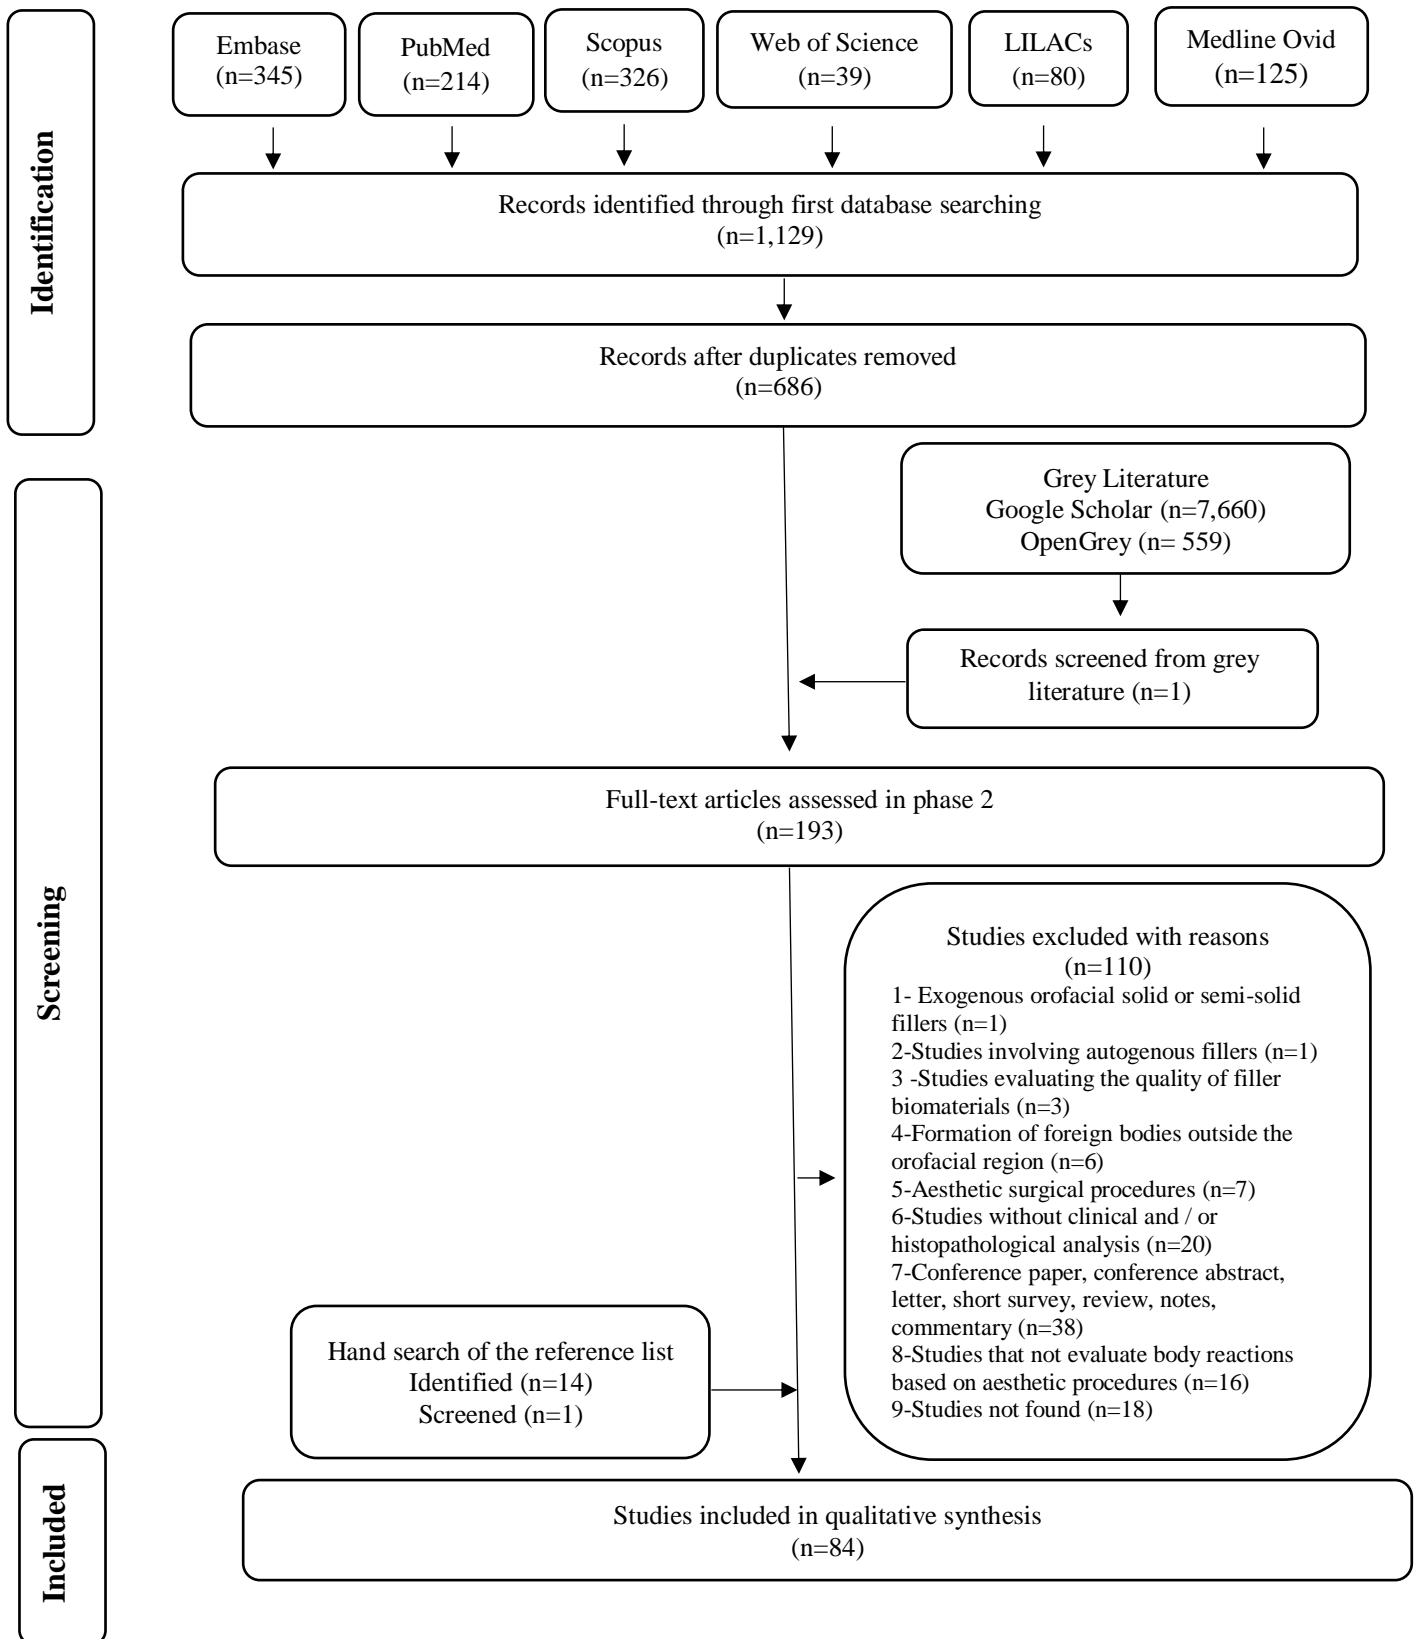 Identification
Embase
(n=345)
PubMed
(n=214)
Scopus
(n=326)
Web of Science
(n=39)
LILACs
(n=80)
Medline Ovid
(n=125)
Records identified through first database searching
(n=1,129)
Records after duplicates removed
(n=686)
Screening
Grey Literature
Google Scholar (n=7,660)
OpenGrey (n= 559)
Records screened from grey
literature (n=1)
Full-text articles assessed in phase 2
(n=193)
Studies excluded with reasons
(n=110)
1- Exogenous orofacial solid or semi-solid
fillers (n=1)
2-Studies involving autogenous fillers (n=1)
3 -Studies evaluating the quality of filler
biomaterials (n=3)
4-Formation of foreign bodies outside the
orofacial region (n=6)
5-Aesthetic surgical procedures (n=7)
6-Studies without clinical and / or
histopathological analysis (n=20)
7-Conference paper, conference abstract,
letter, short survey, review, notes,
commentary (n=38)
8-Studies that not evaluate body reactions
based on aesthetic procedures (n=16)
9-Studies not found (n=18)
Hand search of the reference list
Identified (n=14)
Screened (n=1)
Included
Studies included in qualitative synthesis
(n=84)